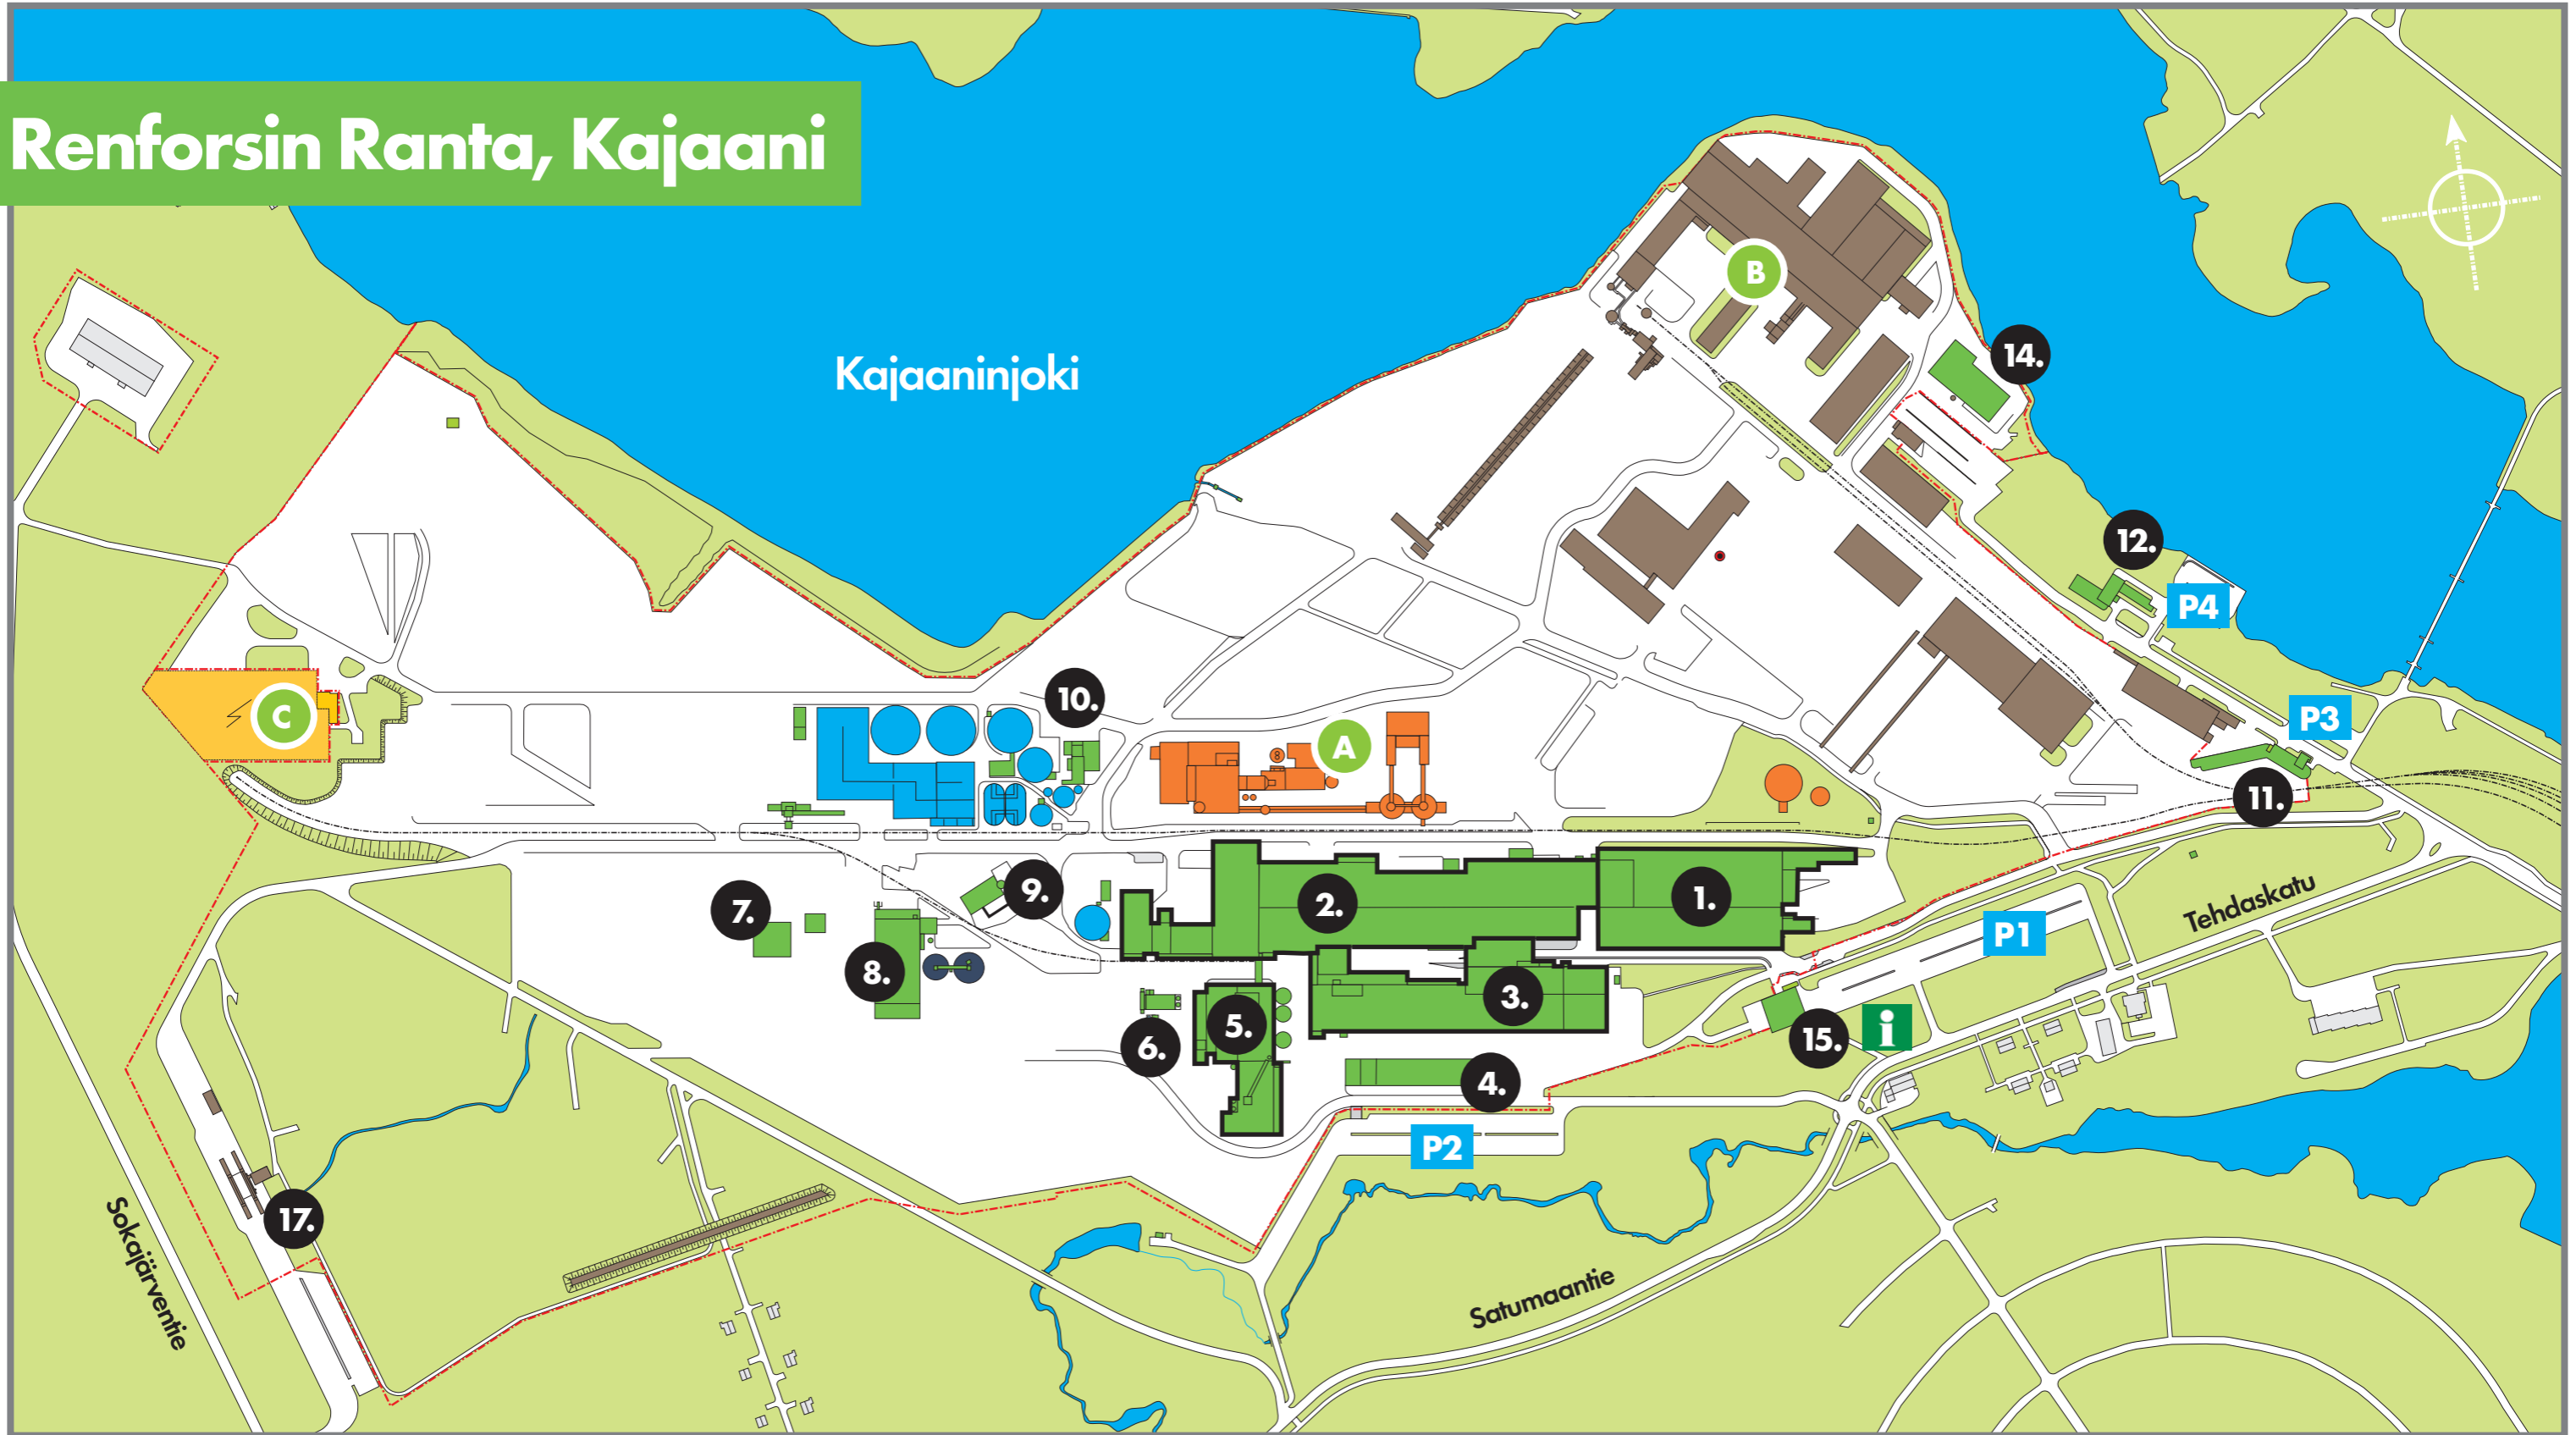 Renforsin Ranta, Kajaani
Kajaaninjoki
B
14.
12.
P4
C
10.
A
P3
11.
7.
9.
2.
1.
P1
Tehdaskatu
8.
5.
3.
6.
15.
i
4.
P2
17.
Sokajärventie
Satumaantie